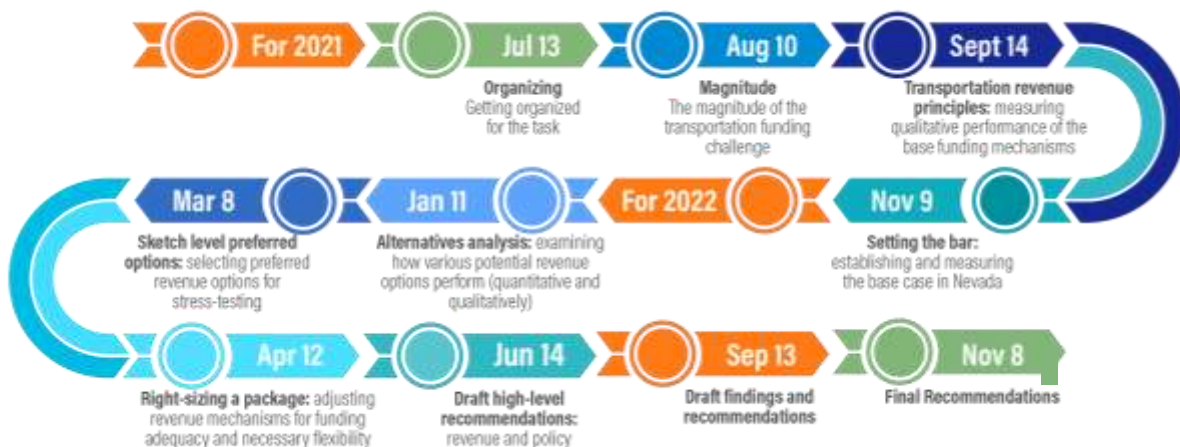 For 2021
Jul 13
Organizing
Getting organized
for the task
Aug 10
Magnitude
The magnitude of the
transportation funding
challenge
Sept 14
Transportation revenue
principles: measuring
qualitative performance of the
base funding mechanisms
Nov 9
Setting the bar:
establishing and measuring
the base case in Nevada
For 2022
Jan 11
Alternatives analysis: examining
how various potential revenue
options perform (quantitative and
qualitatively)
Mar 8
Sketch level preferred
options: selecting preferred
revenue options for
stress-testing
Apr 12
Right-sizing a package: adjusting
revenue mechanisms for funding
adequacy and necessary flexibility
Jun 14
Draft high-level
recommendations:
revenue and policy
Sep 13
Draft findings and
recommendations
Nov 8
Final Recommendations